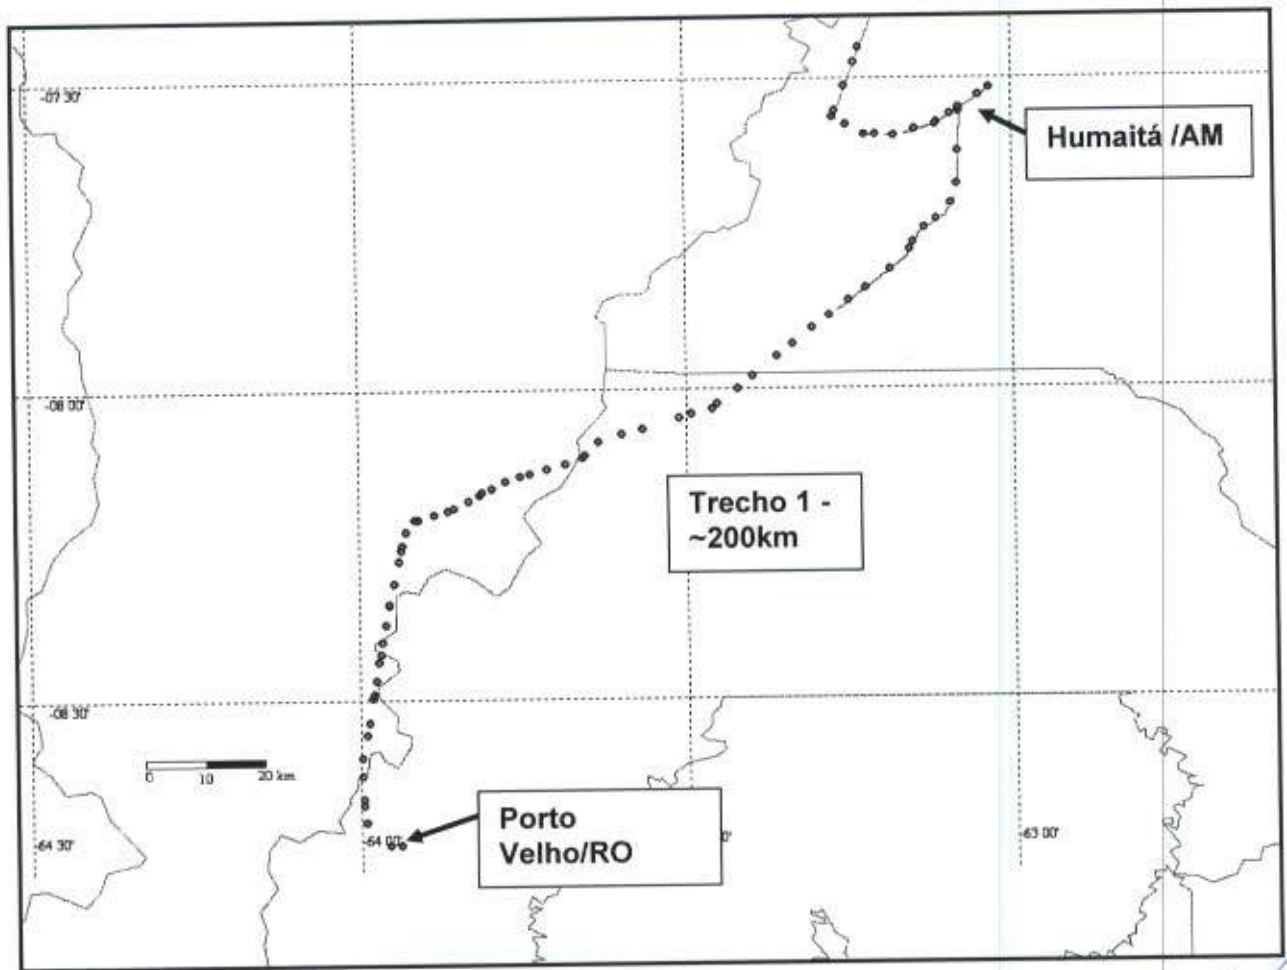 -07 30'
Humaitá /AM
-08 00'
Trecho 1 -
~200km
-08 30'
0 10 20 km
Porto
Velho/RO
-64 30'
-64 00'
0'
-63 00'